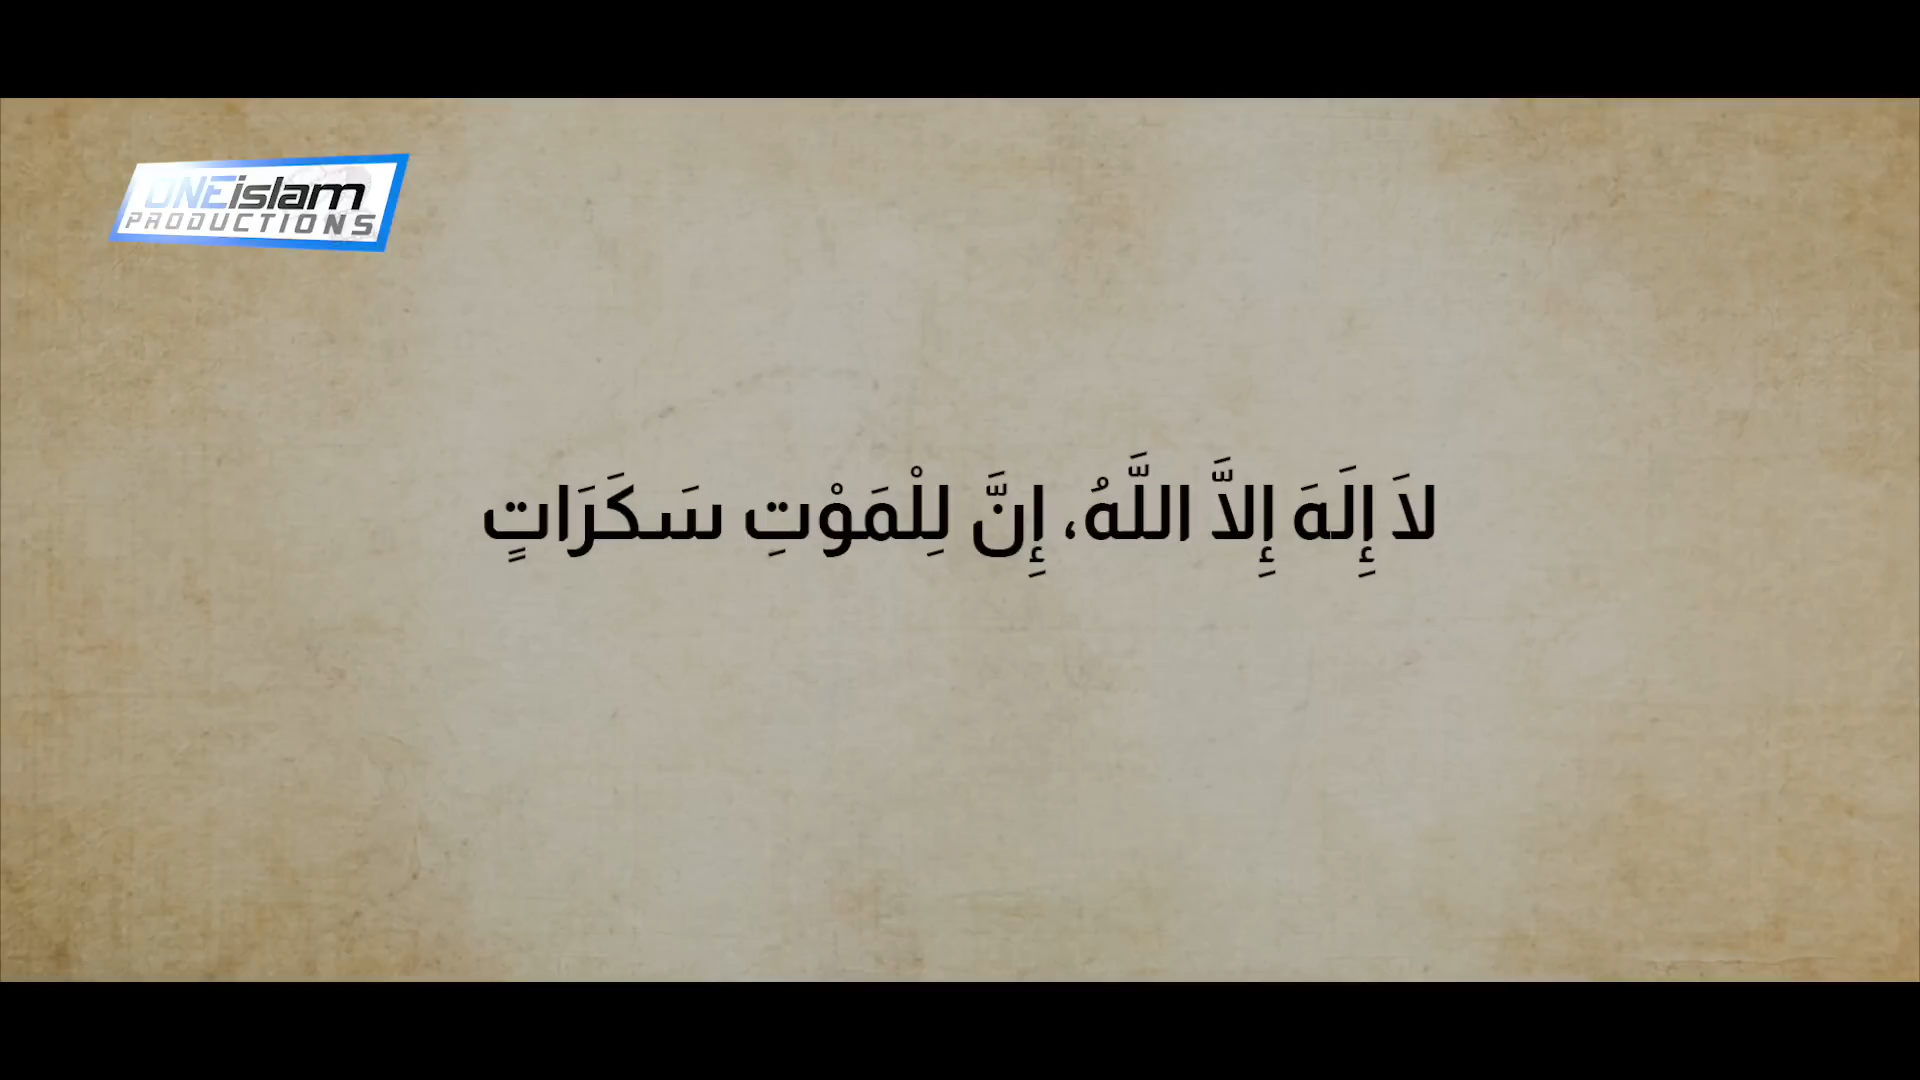 ONEislam
PRODUCTIONS
لاَ إِلَهَ إِلاَّ اللَّهُ، إِنَّ لِلْمَوْتِ سَكَرَاتٍ